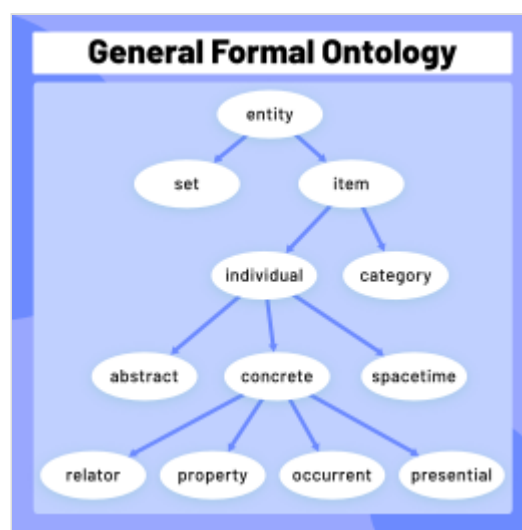 General Formal Ontology
entity
set item
individual category
abstract concrete spacetime
relator property occurrent presential